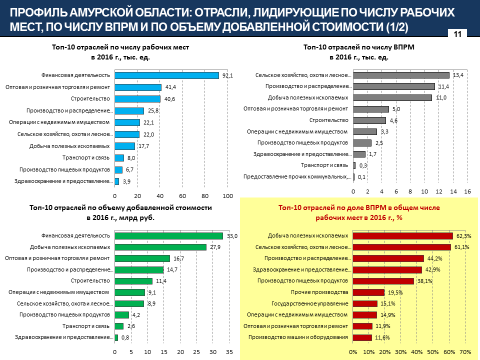 ПРОФИЛЬ АМУРСКОЙ ОБЛАСТИ: ОТРАСЛИ, ЛИДИРУЮЩИЕ ПО ЧИСЛУ РАБОЧИХ
МЕСТ, ПО ЧИСЛУ ВПРМ И ПО ОБЪЕМУ ДОБАВЛЕННОЙ СТОИМОСТИ (1/2)
11
Топ-10 отраслей по числу рабочих мест
в 2016 г., тыс. ед.
Финансовая деятельность 92,1
Оптовая и розничная торговля и ремонт 41,4
Строительство 40,6
Производство и распределение… 25,8
Операции с недвижимым имуществом 22,1
Сельское хозяйство, охота и лесное… 22,0
Добыча полезных ископаемых 17,7
Транспорт и связь 8,0
Производство пищевых продуктов 6,7
Здравоохранение и предоставление… 3,9
0 20 40 60 80 100
Топ-10 отраслей по числу ВПРМ
в 2016 г., тыс. ед.
Сельское хозяйство, охота и лесное… 13,4
Производство и распределение… 11,4
Добыча полезных ископаемых 11,0
Оптовая и розничная торговля и ремонт 5,0
Строительство 4,6
Операции с недвижимым имуществом 3,3
Производство пищевых продуктов 2,5
Здравоохранение и предоставление… 1,7
Транспорт и связь 0,3
Предоставление прочих коммунальных,… 0,1
0 2 4 6 8 10 12 14 16
Топ-10 отраслей по объему добавленной стоимости
в 2016 г., млрд руб.
Финансовая деятельность 33,0
Добыча полезных ископаемых 27,9
Оптовая и розничная торговля и ремонт 16,7
Производство и распределение… 14,7
Строительство 11,4
Операции с недвижимым имуществом 9,1
Сельское хозяйство, охота и лесное… 8,9
Производство пищевых продуктов 4,2
Транспорт и связь 2,6
Здравоохранение и предоставление… 0,8
0 5 10 15 20 25 30 35
Топ-10 отраслей по доле ВПРМ в общем числе
рабочих мест в 2016 г., %
Добыча полезных ископаемых 62,3%
Сельское хозяйство, охота и лесное… 61,1%
Производство и распределение… 44,2%
Здравоохранение и предоставление… 42,9%
Производство пищевых продуктов 38,1%
Прочие производства 19,5%
Государственное управление 15,1%
Операции с недвижимым имуществом 14,9%
Оптовая и розничная торговля и ремонт 11,9%
Производство машин и оборудования 11,6%
0% 10% 20% 30% 40% 50% 60% 70%